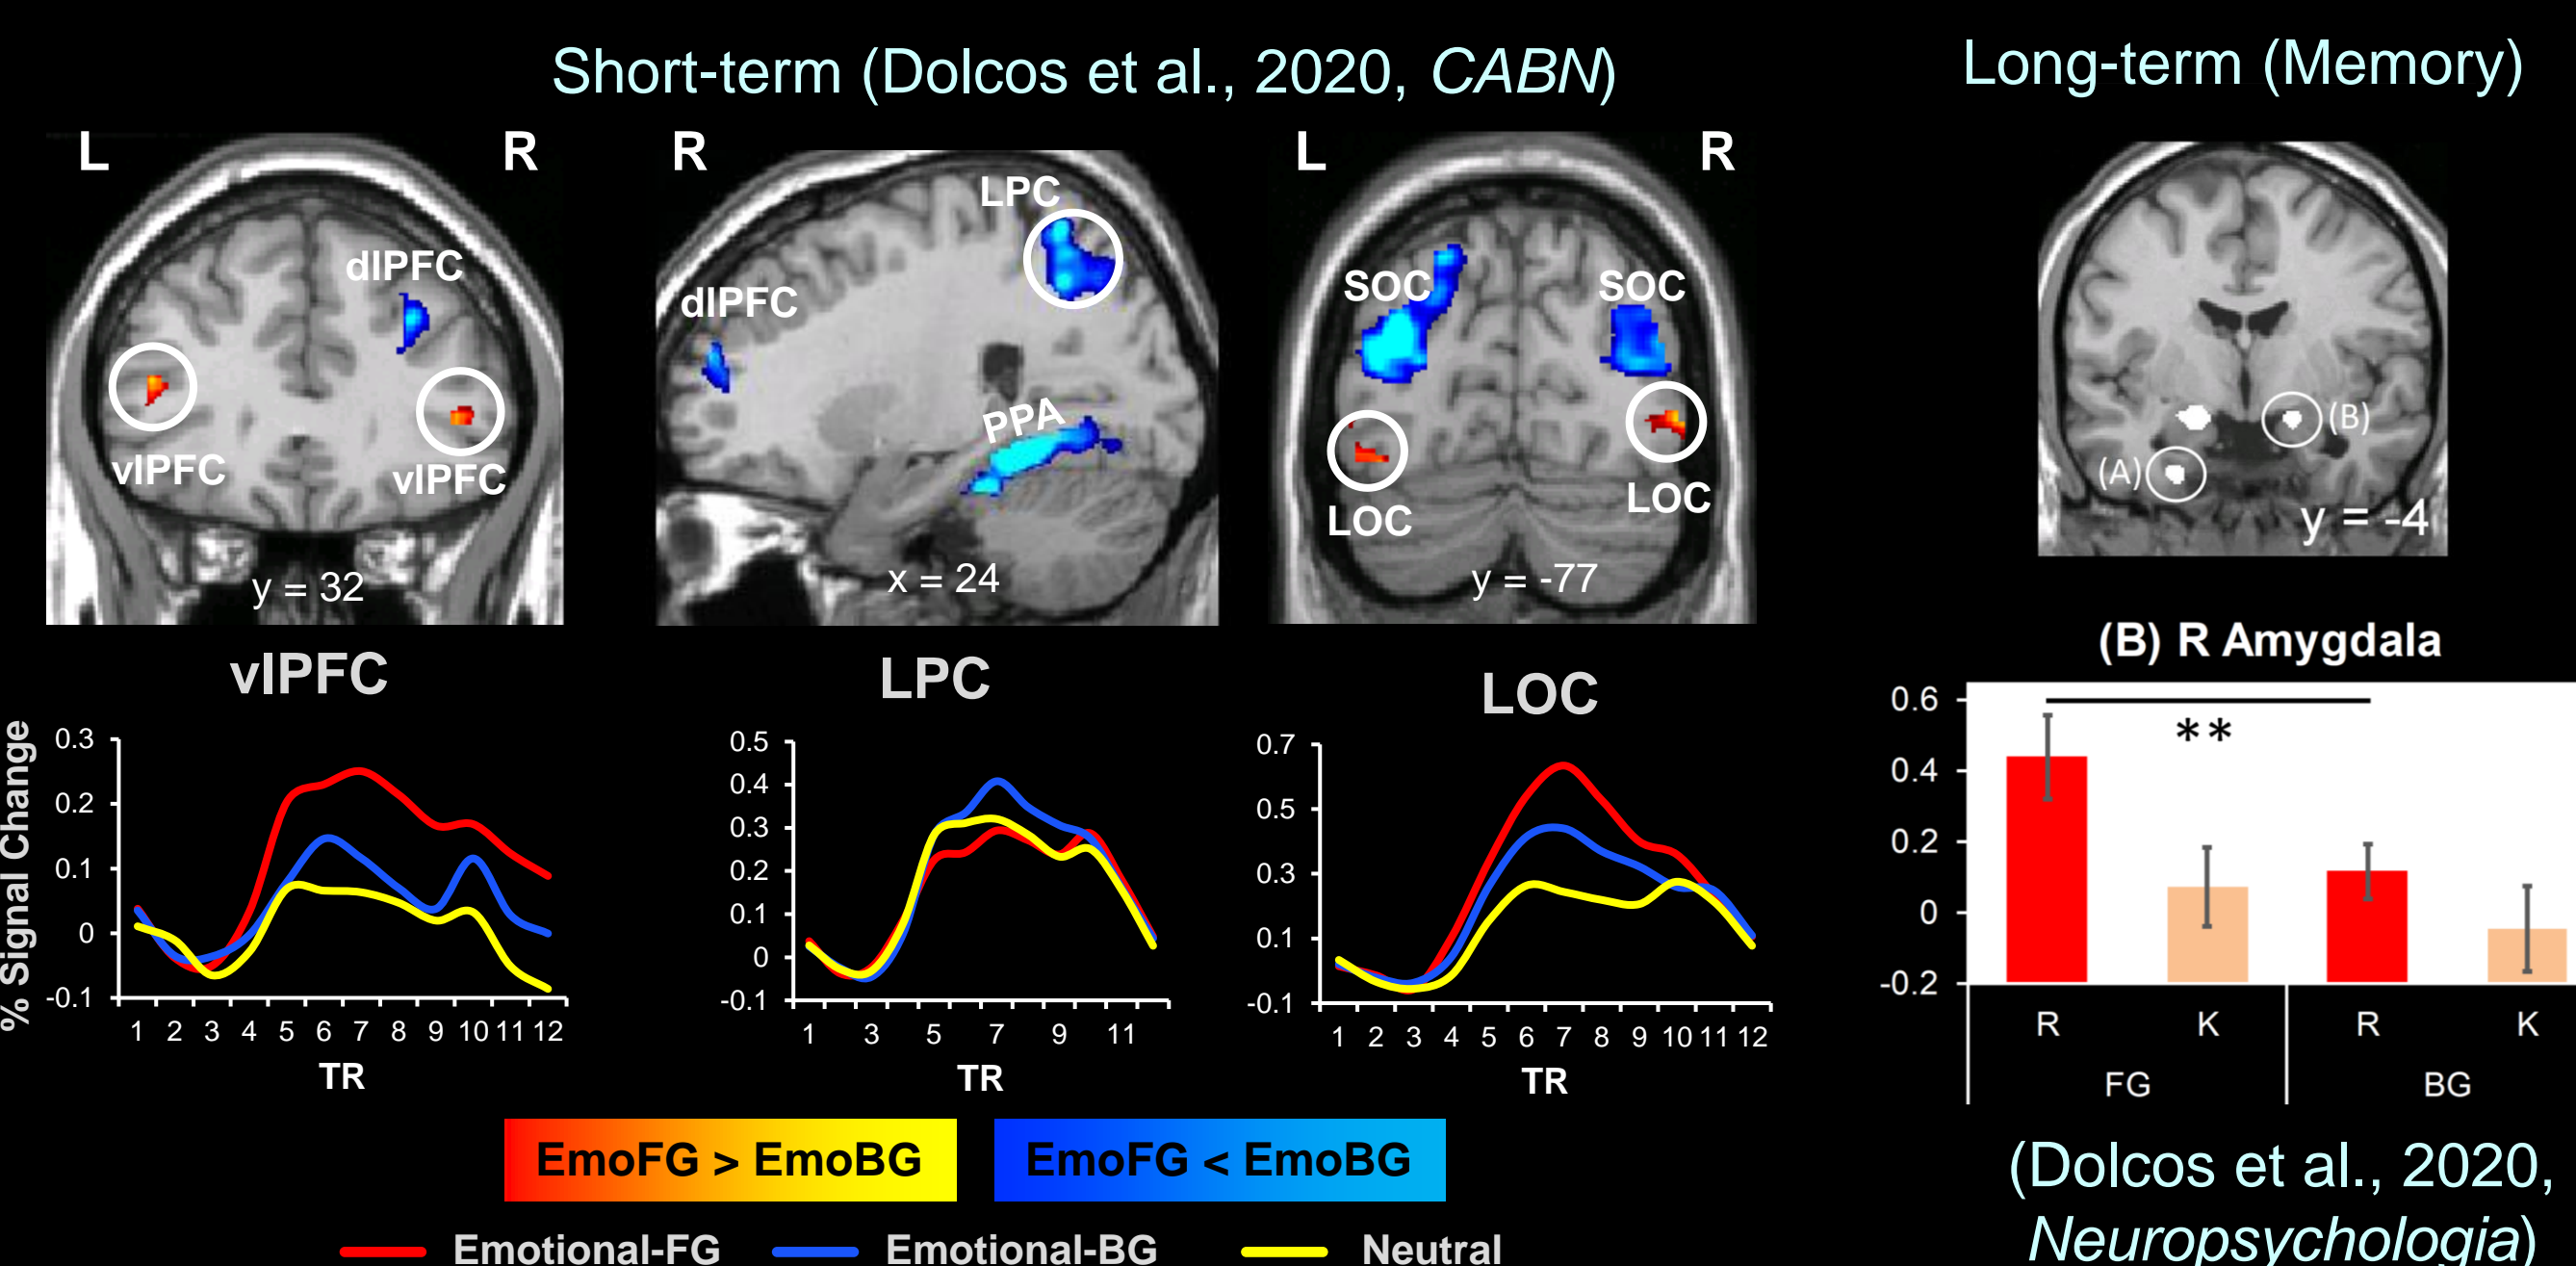 Short-term (Dolcos et al., 2020, CABN)
Long-term (Memory)
L R
dlPFC
vlPFC
vlPFC
y = 32
R
LPC
dlPFC
PPA
x = 24
L R
SOC SOC
LOC
LOC
y = -77
(B)
(A)
y = -4
vlPFC
% Signal Change
0.3
0.2
0.1
0
-0.1
1 2 3 4 5 6 7 8 9 10 11 12
TR
LPC
0.5
0.4
0.3
0.2
0.1
0
-0.1
1 3 5 7 9 11
TR
LOC
0.7
0.5
0.3
0.1
-0.1
1 2 3 4 5 6 7 8 9 10 11 12
TR
(B) R Amygdala
0.6
**
0.4
0.2
0
-0.2
R K R K
FG BG
EmoFG > EmoBG EmoFG < EmoBG
Emotional-FG Emotional-BG Neutral
(Dolcos et al., 2020,
Neuropsychologia)